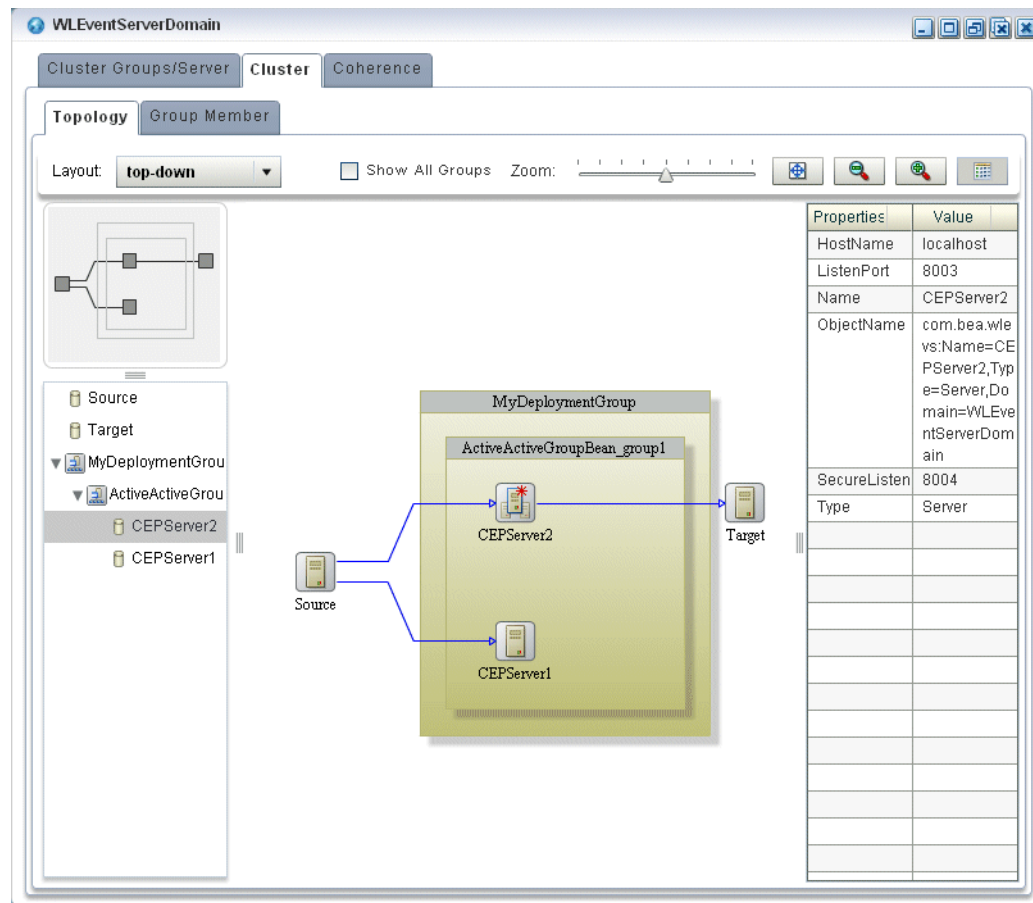 WLEventServerDomain
Cluster Groups/Server Cluster Coherence
Topology Group Member
Layout: top-down Show All Groups Zoom:
Source
Target
MyDeploymentGrou
ActiveActiveGrou
CEPServer2
CEPServer1
MyDeploymentGroup
ActiveActiveGroupBean_group1
CEPServer2
Target
Source
CEPServer1
Properties Value
HostName localhost
ListenPort 8003
Name CEPServer2
ObjectName com.bea.wle
vs:Name=CE
PServer2,Typ
e=Server,Do
main=WLEve
ntServerDom
ain
SecureListen 8004
Type Server